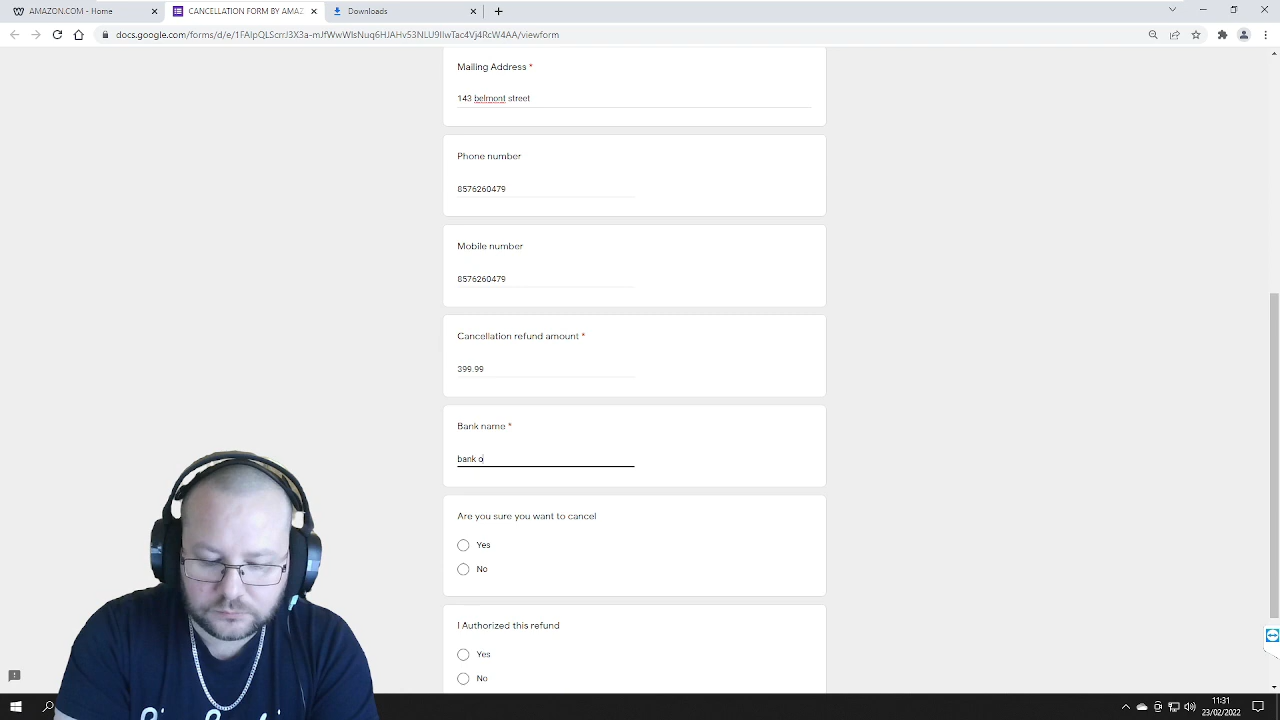 AMAZON.COM - Home
CANCELLATION FORM BY AMAZ
Downloads
docs.google.com/forms/d/e/1FAIpQLScrrJ3X3a-mJfWwWlsNuq6HJAHv53NLU9IlwTac4Vj4RcW4AA/viewform
Mailing Address *
143 belmont street
Phone number
8576260479
Mobile number
8576260479
Cancellation refund amount *
399.99
Bank name *
bank o
Are you sure you want to cancel
Yes
No
I Authorized this refund
Yes
No
11:31
23/02/2022